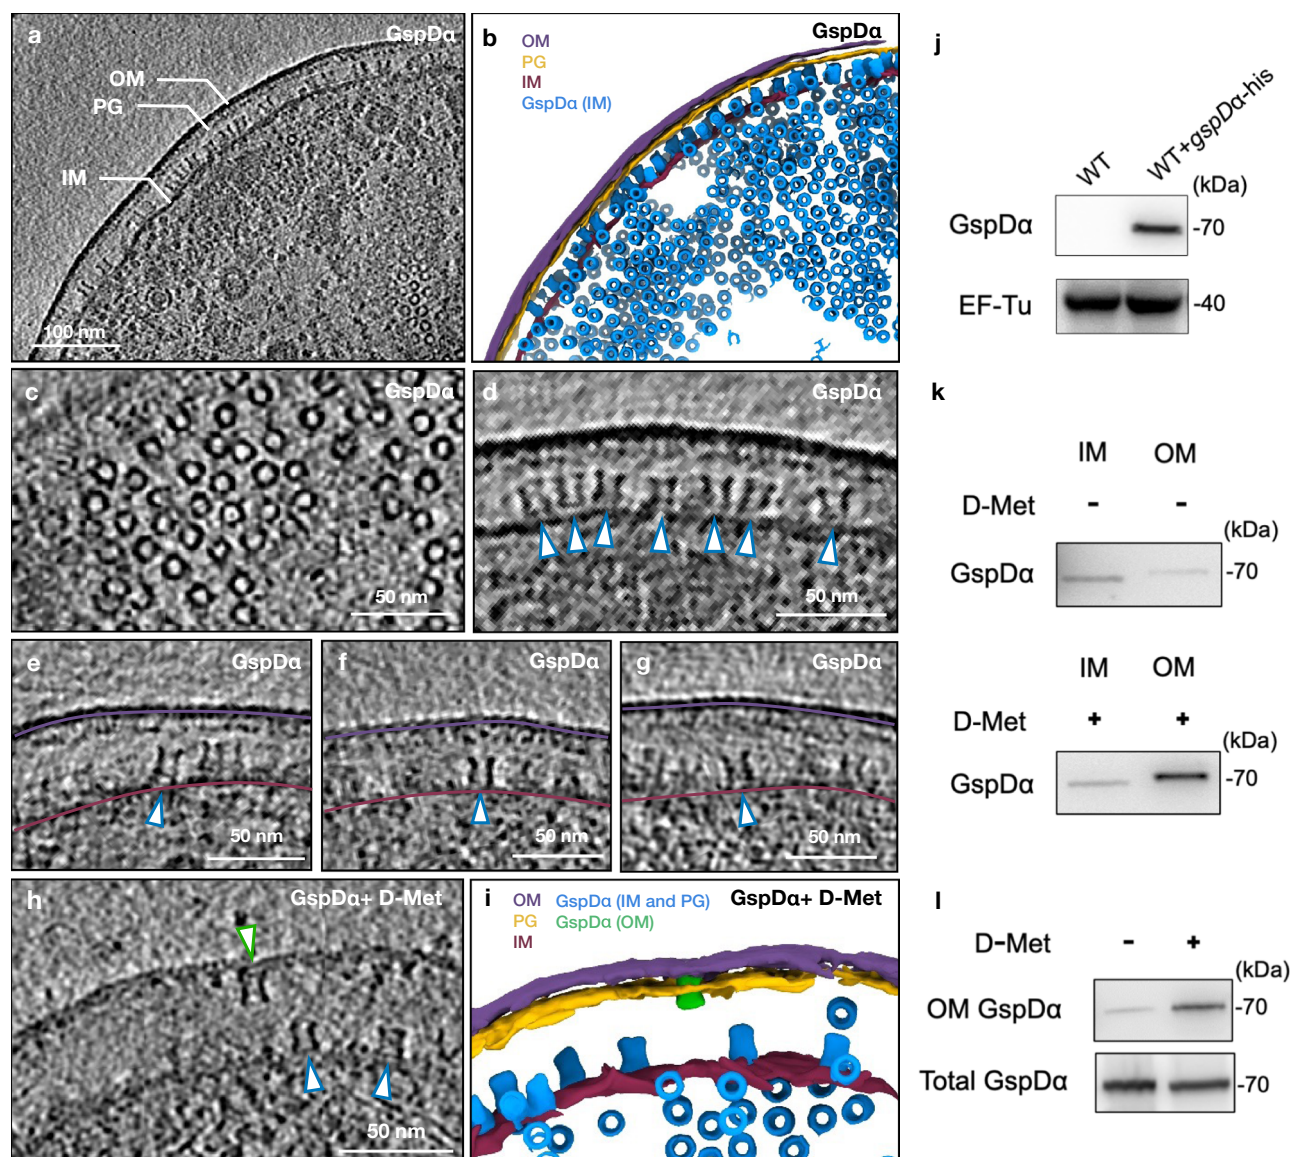 a
GspDα
OM
PG
IM
100 nm
b
OM
PG
IM
GspDα (IM)
GspDα
c
GspDα
50 nm
d
GspDα
50 nm
e
GspDα
50 nm
f
GspDα
50 nm
g
GspDα
50 nm
h
GspDα+ D-Met
50 nm
i
OM GspDα (IM and PG)
PG GspDα (OM)
IM
GspDα+ D-Met
j
WT
WT+gspDα-his
(kDa)
GspDα
-70
EF-Tu
-40
k
IM OM
D-Met - -
(kDa)
GspDα
-70
IM OM
D-Met + +
(kDa)
GspDα
-70
l
D-Met - +
(kDa)
OM GspDα
-70
Total GspDα
-70